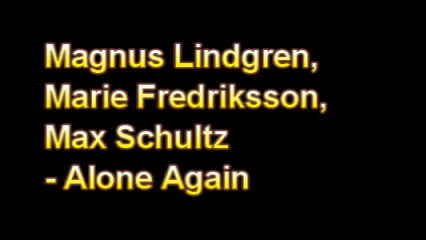 Magnus Lindgren,
Marie Fredriksson,
Max Schultz
- Alone Again